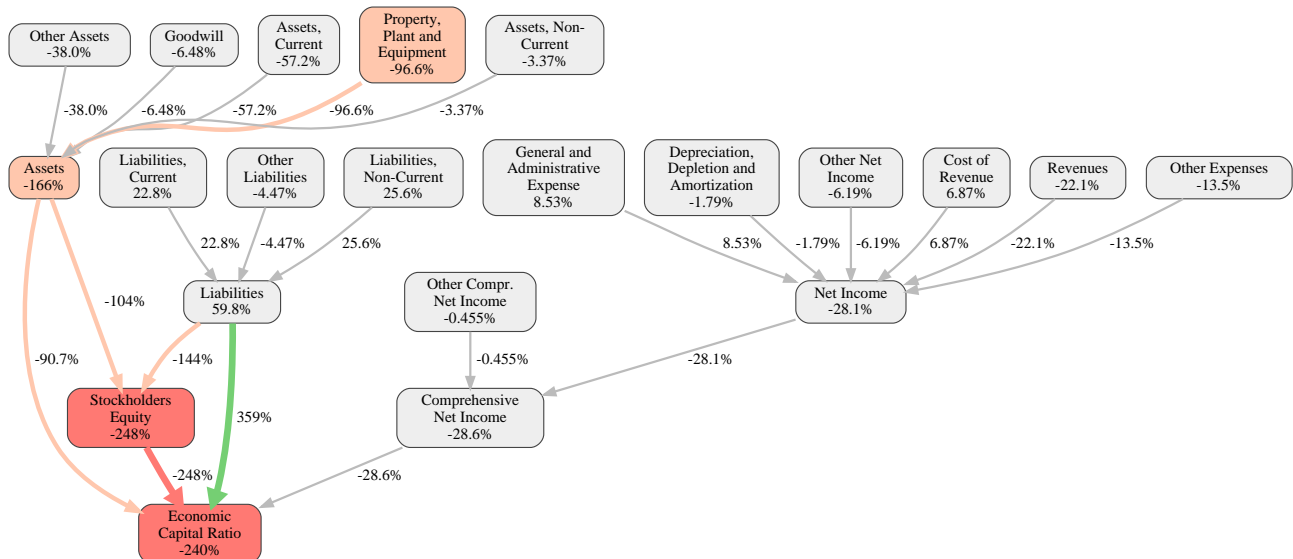 Other Assets
-38.0%
Goodwill
-6.48%
Assets,
Current
-57.2%
Property,
Plant and
Equipment
-96.6%
Assets, Non-
Current
-3.37%
-38.0%
-6.48%
-57.2%
-96.6%
-3.37%
Assets
-166%
Liabilities,
Current
22.8%
Other
Liabilities
-4.47%
Liabilities,
Non-Current
25.6%
General and
Administrative
Expense
8.53%
Depreciation,
Depletion and
Amortization
-1.79%
Other Net
Income
-6.19%
Cost of
Revenue
6.87%
Revenues
-22.1%
Other Expenses
-13.5%
22.8%
-4.47%
25.6%
8.53%
-1.79%
-6.19%
6.87%
-22.1%
-13.5%
-104%
Liabilities
59.8%
Other Compr.
Net Income
-0.455%
Net Income
-28.1%
-90.7%
-144%
-0.455%
-28.1%
Stockholders
Equity
-248%
359%
Comprehensive
Net Income
-28.6%
-248%
-28.6%
Economic
Capital Ratio
-240%